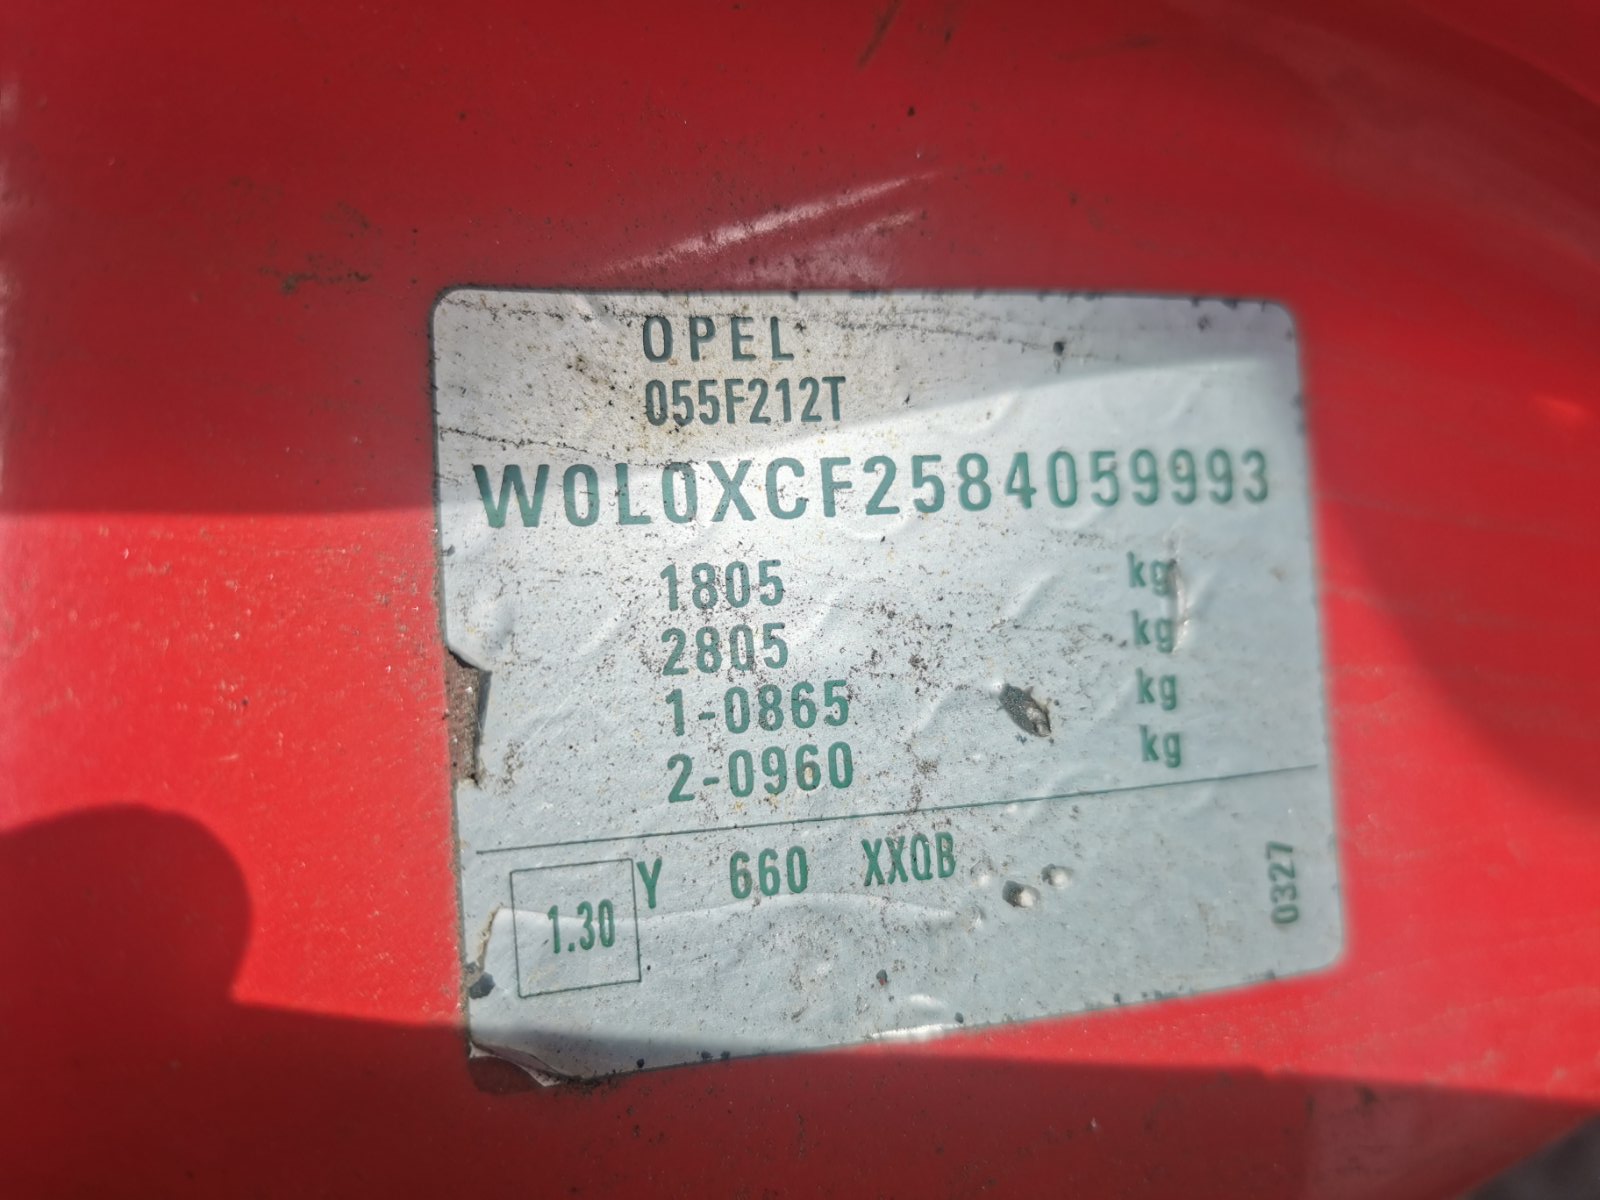 OPEL
055F212T
W0L0XCF2584059993
1805 kg
2805 kg
1-0865 kg
2-0960 kg
1.30 Y 660 XXQB
0327